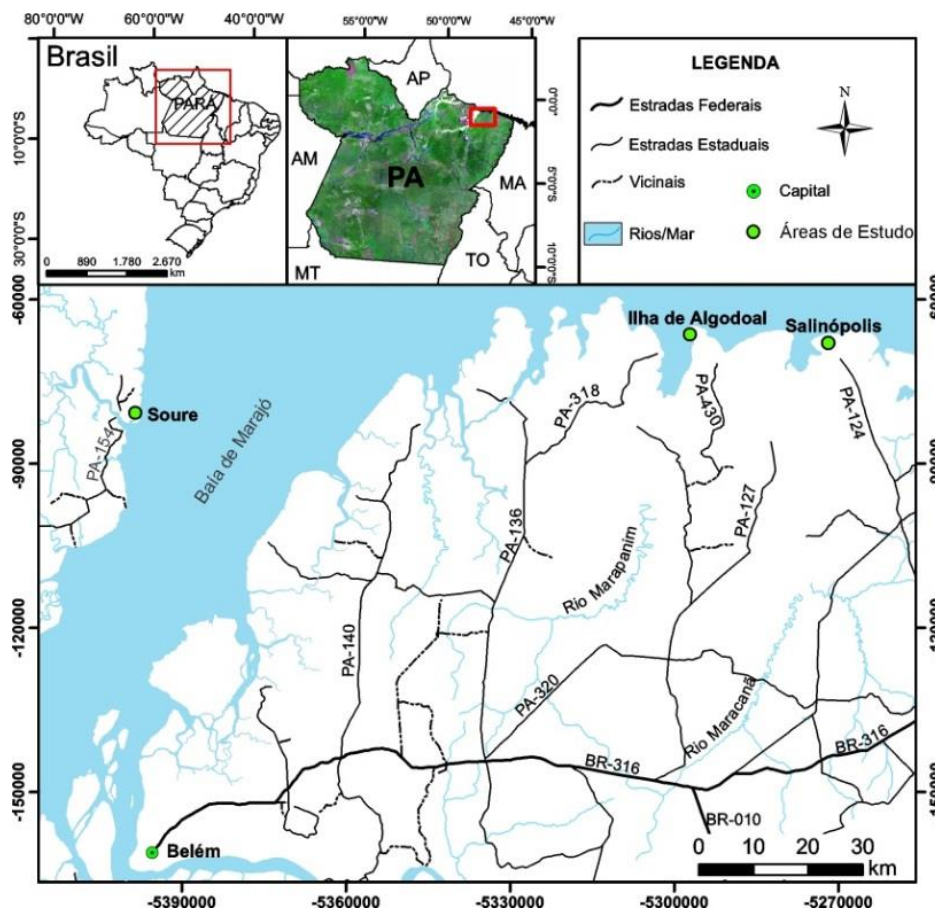 80°0'0"W 60°0'0"W 40°0'0"W
55°0'0"W 50°0'0"W 45°0'0"W
Brasil
PARÁ
10°0'0"S
30°0'0"S
0 890 1.780 2.670
km
AP
AM
PA
MA
MT
TO
0°0'0"
5°0'0"S
10°0'0"S
LEGENDA
Estradas Federais
Estradas Estaduais
Vicinais
Rios/Mar
N
Capital
Áreas de Estudo
-60000
-90000
-120000
-150000
Ilha de Algodoal
Salinópolis
Soure
PA-154
Baía de Marajó
PA-318
PA-430
PA-124
PA-136
PA-127
Rio Marapanim
PA-140
PA-320
Rio Maracanã
BR-316
BR-316
BR-010
Belém
0 10 20 30
km
-60000
-90000
-120000
-150000
-5390000 -5360000 -5330000 -5300000 -5270000